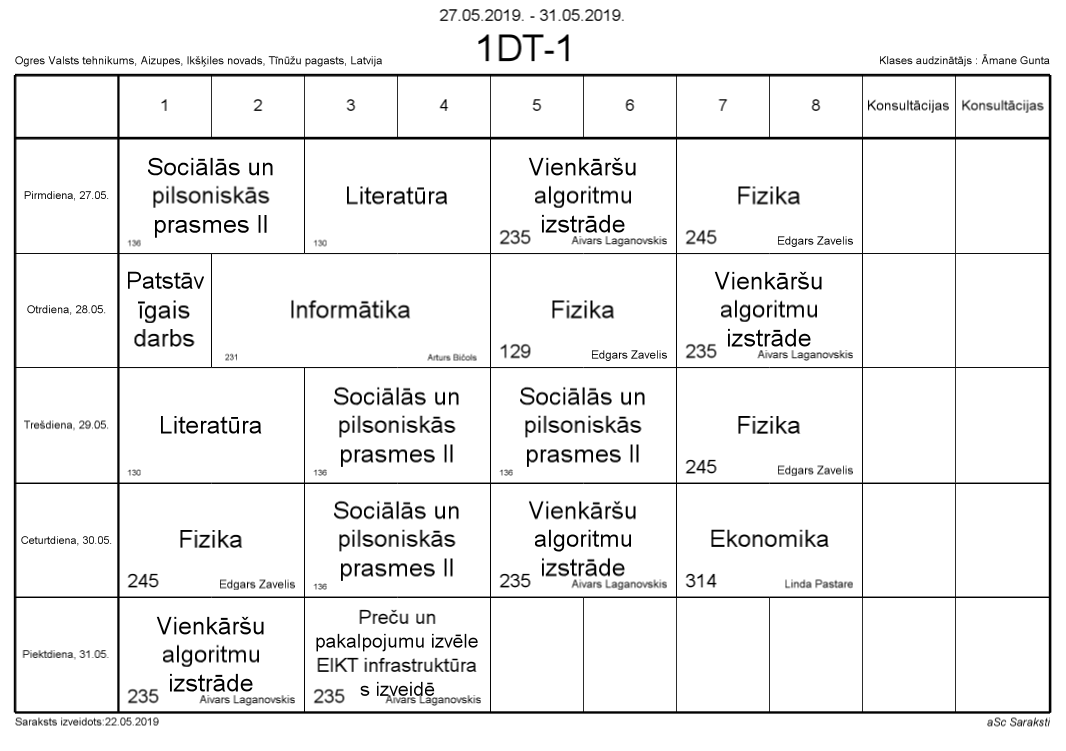 27.05.2019. - 31.05.2019.
1DT-1
Ogres Valsts tehnikums, Aizupes, Ikšķiles novads, Tīnūžu pagasts, Latvija
Klases audzinātājs : Āmane Gunta
1 2 3 4 5 6 7 8 Konsultācijas Konsultācijas
Pirmdiena, 27.05.
Sociālās un
pilsoniskās
prasmes II
136
Literatūra
130
Vienkāršu
algoritmu
izstrāde
235 Aivars Laganovskis
Fizika
245 Edgars Zavelis
Otrdiena, 28.05.
Patstāv
īgais
darbs
Informātika
231 Arturs Bičols
Fizika
129 Edgars Zavelis
Vienkāršu
algoritmu
izstrāde
235 Aivars Laganovskis
Trešdiena, 29.05.
Literatūra
130
Sociālās un
pilsoniskās
prasmes II
136
Sociālās un
pilsoniskās
prasmes II
136
Fizika
245 Edgars Zavelis
Ceturtdiena, 30.05.
Fizika
245 Edgars Zavelis
Sociālās un
pilsoniskās
prasmes II
136
Vienkāršu
algoritmu
izstrāde
235 Aivars Laganovskis
Ekonomika
314 Linda Pastare
Piektdiena, 31.05.
Vienkāršu
algoritmu
izstrāde
235 Aivars Laganovskis
Preču un
pakalpojumu izvēle
EIKT infrastruktūra
s izveidē
235 Aivars Laganovskis
Saraksts izveidots:22.05.2019
aSc Saraksti